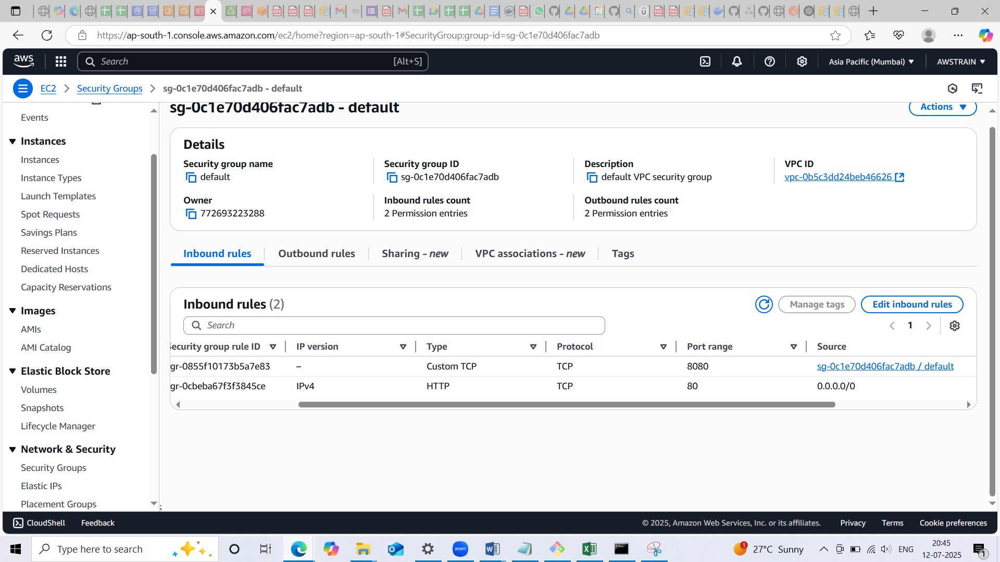 https://ap-south-1.console.aws.amazon.com/ec2/home?region=ap-south-1#SecurityGroup:group-id=sg-0c1e70d406fac7adb
aws
Search
[Alt+S]
Asia Pacific (Mumbai)
AWSTRAIN
EC2
Security Groups
sg-0c1e70d406fac7adb - default
Events
Instances
Instances
Instance Types
Launch Templates
Spot Requests
Savings Plans
Reserved Instances
Dedicated Hosts
Capacity Reservations
Images
AMIs
AMI Catalog
Elastic Block Store
Volumes
Snapshots
Lifecycle Manager
Network & Security
Security Groups
Elastic IPs
Placement Groups
sg-0c1e70d406fac7adb - default
Actions
Details
Security group name
default
Security group ID
sg-0c1e70d406fac7adb
Description
default VPC security group
VPC ID
vpc-0b5c3dd24beb46626
Owner
772693223288
Inbound rules count
2 Permission entries
Outbound rules count
2 Permission entries
Inbound rules
Outbound rules
Sharing - new
VPC associations - new
Tags
Inbound rules (2)
Manage tags
Edit inbound rules
Search
1
Security group rule ID
IP version
Type
Protocol
Port range
Source
gr-0855f10173b5a7e83 – Custom TCP TCP 8080 sg-0c1e70d406fac7adb / default
gr-0cbeba67f3f3845ce IPv4 HTTP TCP 80 0.0.0.0/0
;
CloudShell
Feedback
© 2025, Amazon Web Services, Inc. or its affiliates.
Privacy
Terms
Cookie preferences
Type here to search
zoom
1
27°C Sunny
ENG
20:45
12-07-2025
1